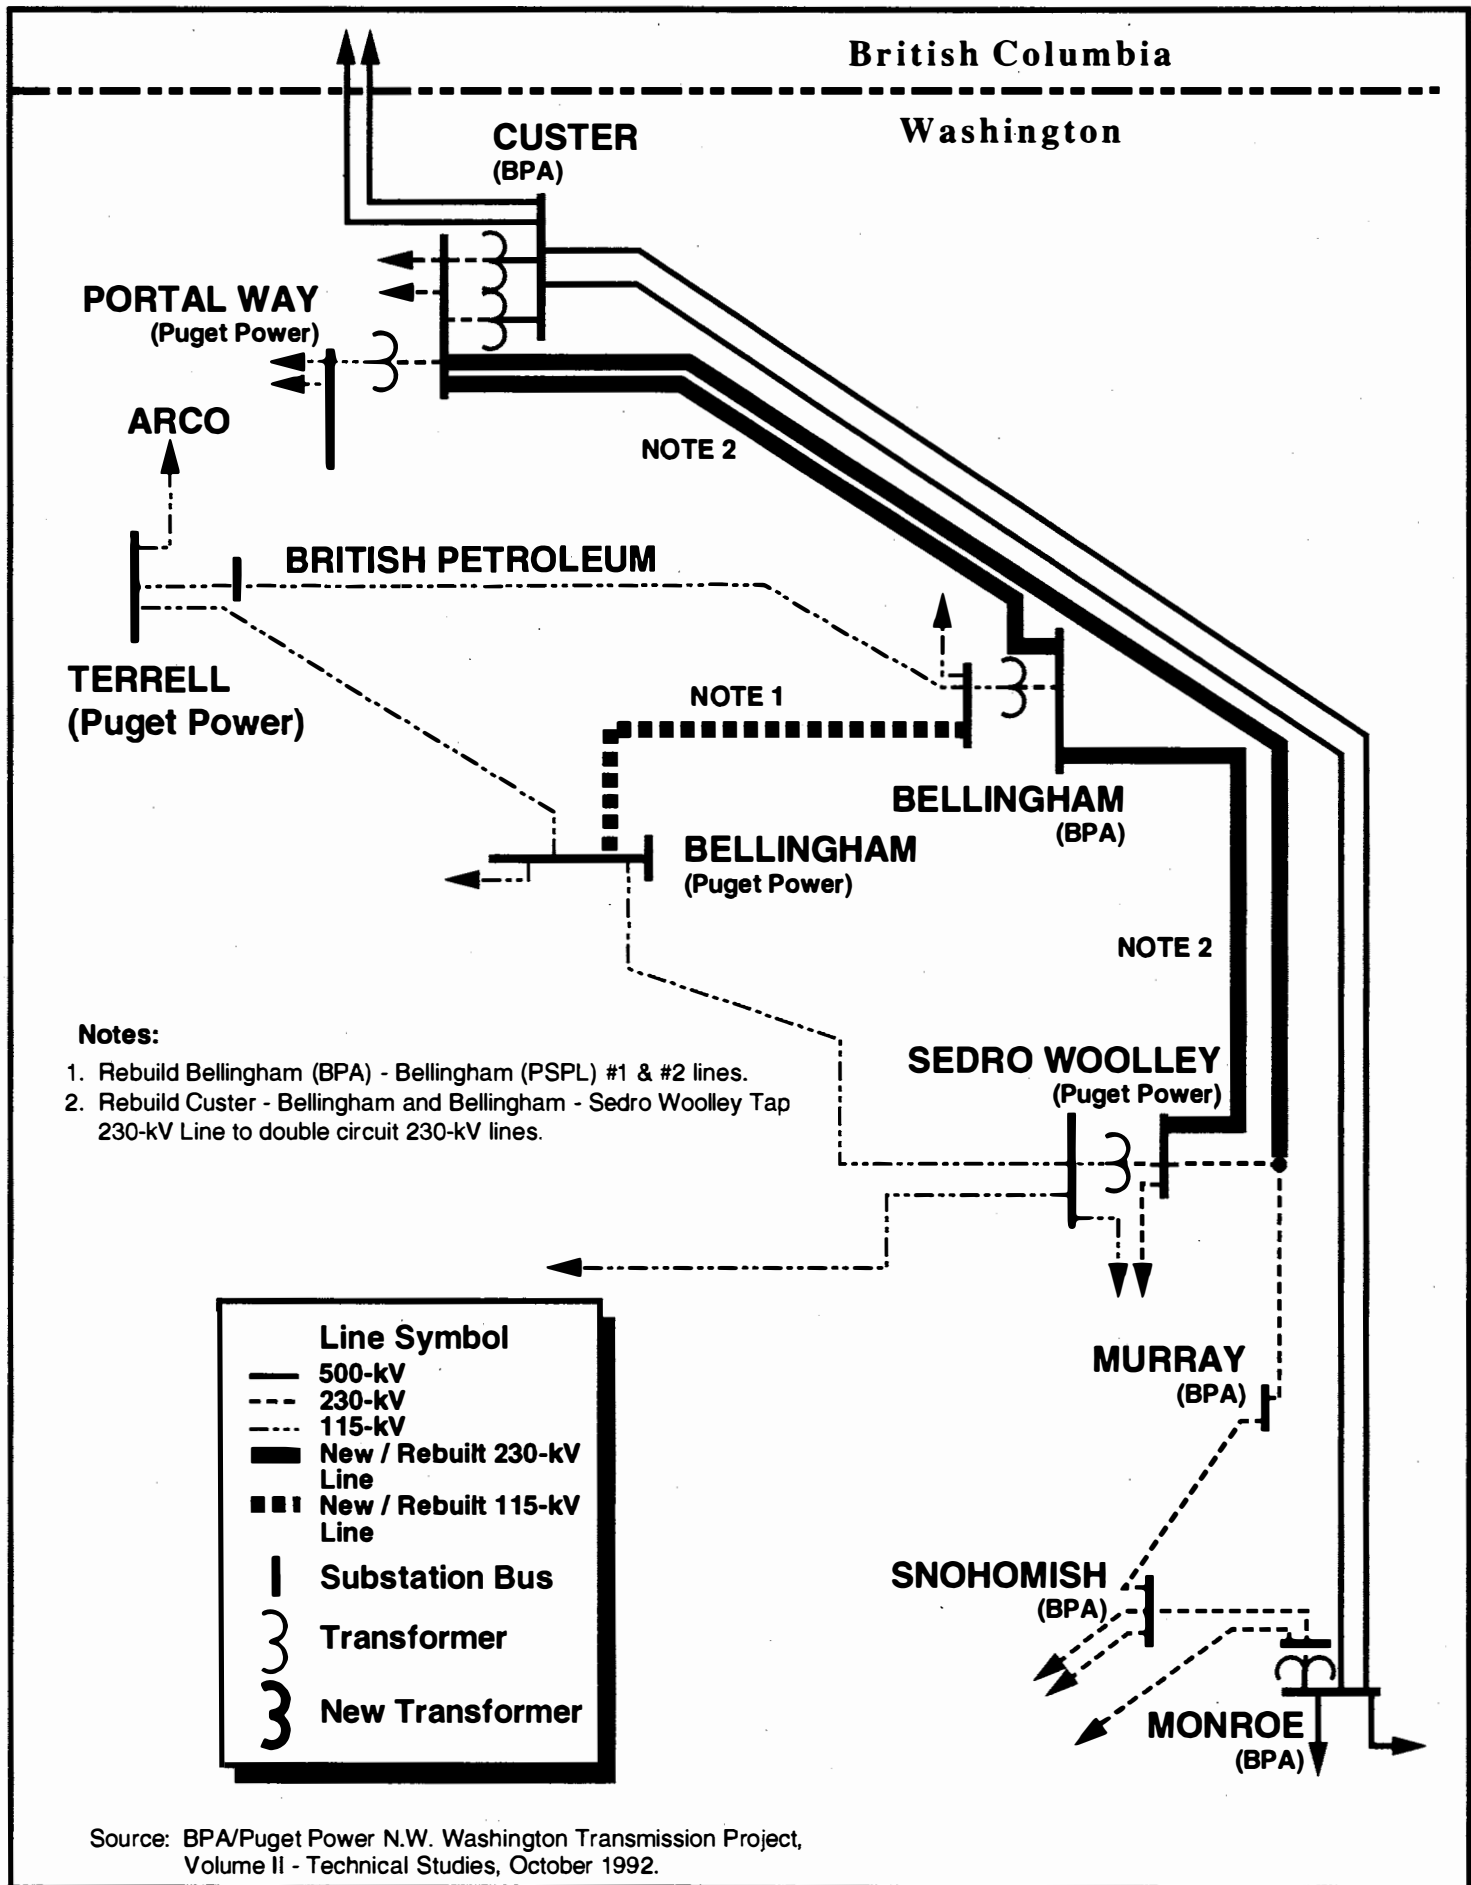 British Columbia
Washington
CUSTER
(BPA)
PORTAL WAY
(Puget Power)
ARCO
NOTE 2
BRITISH PETROLEUM
TERRELL
(Puget Power)
NOTE 1
BELLINGHAM
(BPA)
BELLINGHAM
(Puget Power)
NOTE 2
Notes:
1. Rebuild Bellingham (BPA) - Bellingham (PSPL) #1 & #2 lines.
2. Rebuild Custer - Bellingham and Bellingham - Sedro Woolley Tap
230-kV Line to double circuit 230-kV lines.
SEDRO WOOLLEY
(Puget Power)
Line Symbol
500-kV
230-kV
115-kV
New / Rebuilt 230-kV
Line
New / Rebuilt 115-kV
Line
Substation Bus
Transformer
New Transformer
MURRAY
(BPA)
SNOHOMISH
(BPA)
MONROE
(BPA)
Source: BPA/Puget Power N.W. Washington Transmission Project,
Volume II - Technical Studies, October 1992.